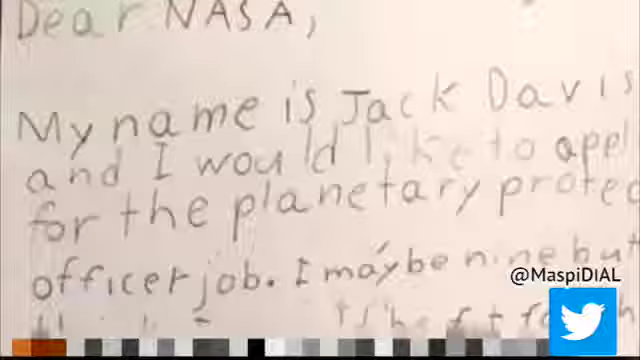 Dear NASA,
My name is Jack Davis
and I would like to appl
for the planetary protec
officer job. I may be nine but
@MaspiDIAL